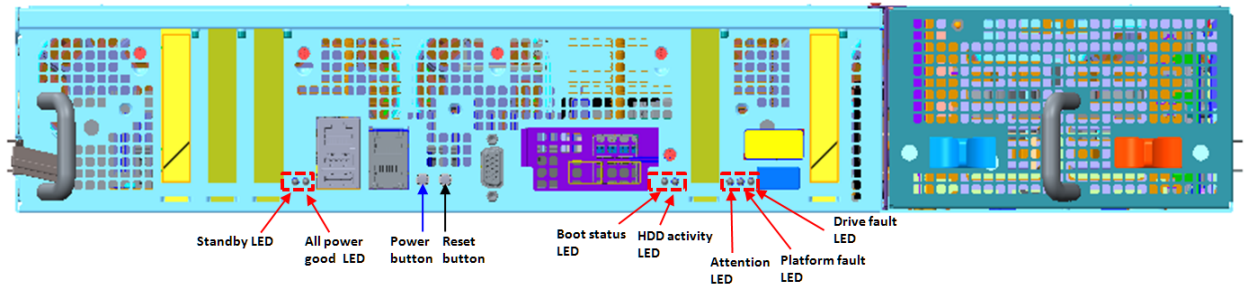 Standby LED
All power
good LED
Power
button
Reset
button
Boot status
LED
HDD activity
LED
Attention
LED
Platform fault
LED
Drive fault
LED